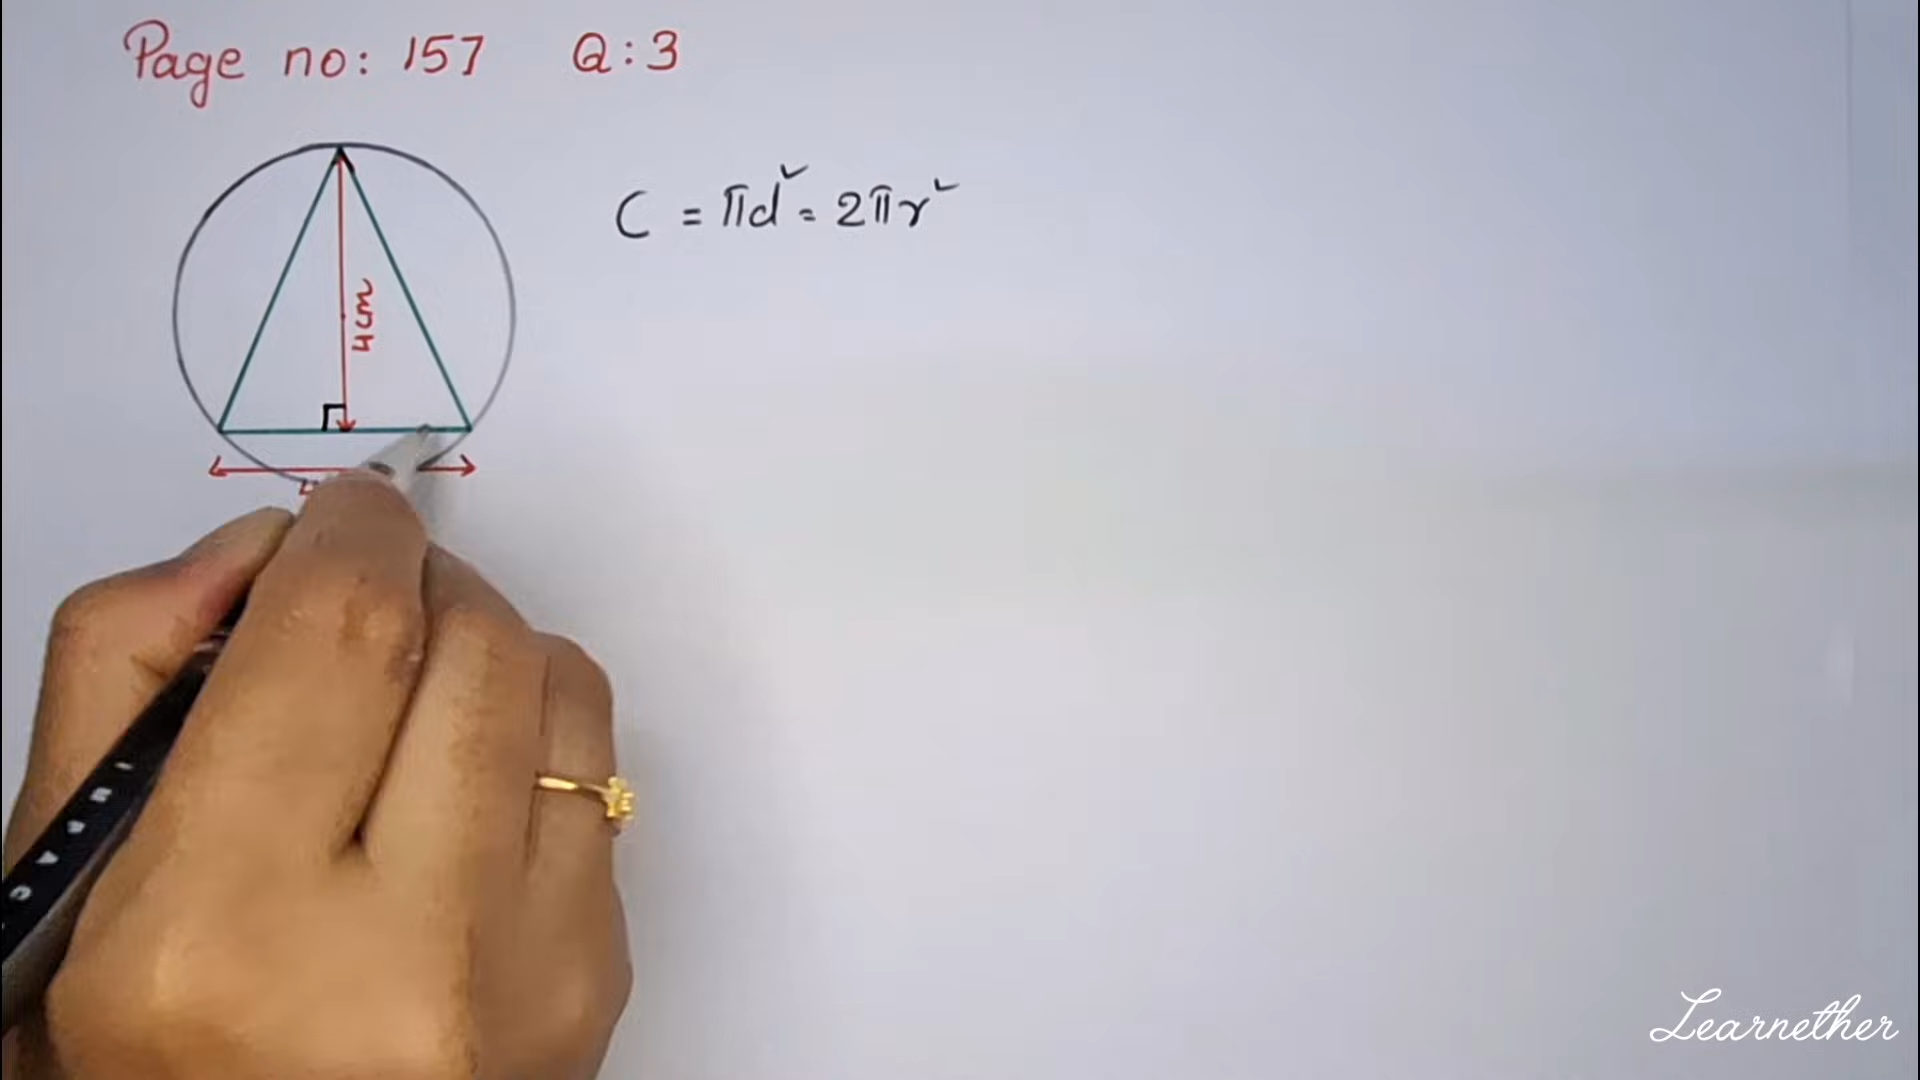 Page no: 157 Q:3
C = πd = 2πr
4cm
Learnether